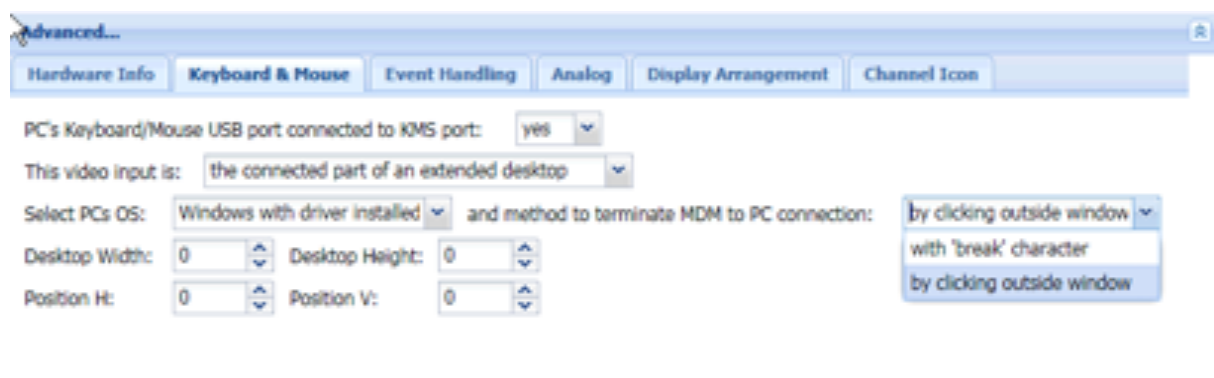 Advanced...
Hardware Info Keyboard & Mouse Event Handling Analog Display Arrangement Channel Icon
PC's Keyboard/Mouse USB port connected to KMS port: yes
This video input is: the connected part of an extended desktop
Select PCs OS: Windows with driver installed and method to terminate MDM to PC connection: by clicking outside window
with 'break' character
by clicking outside window
Desktop Width: 0 Desktop Height: 0
Position H: 0 Position V: 0